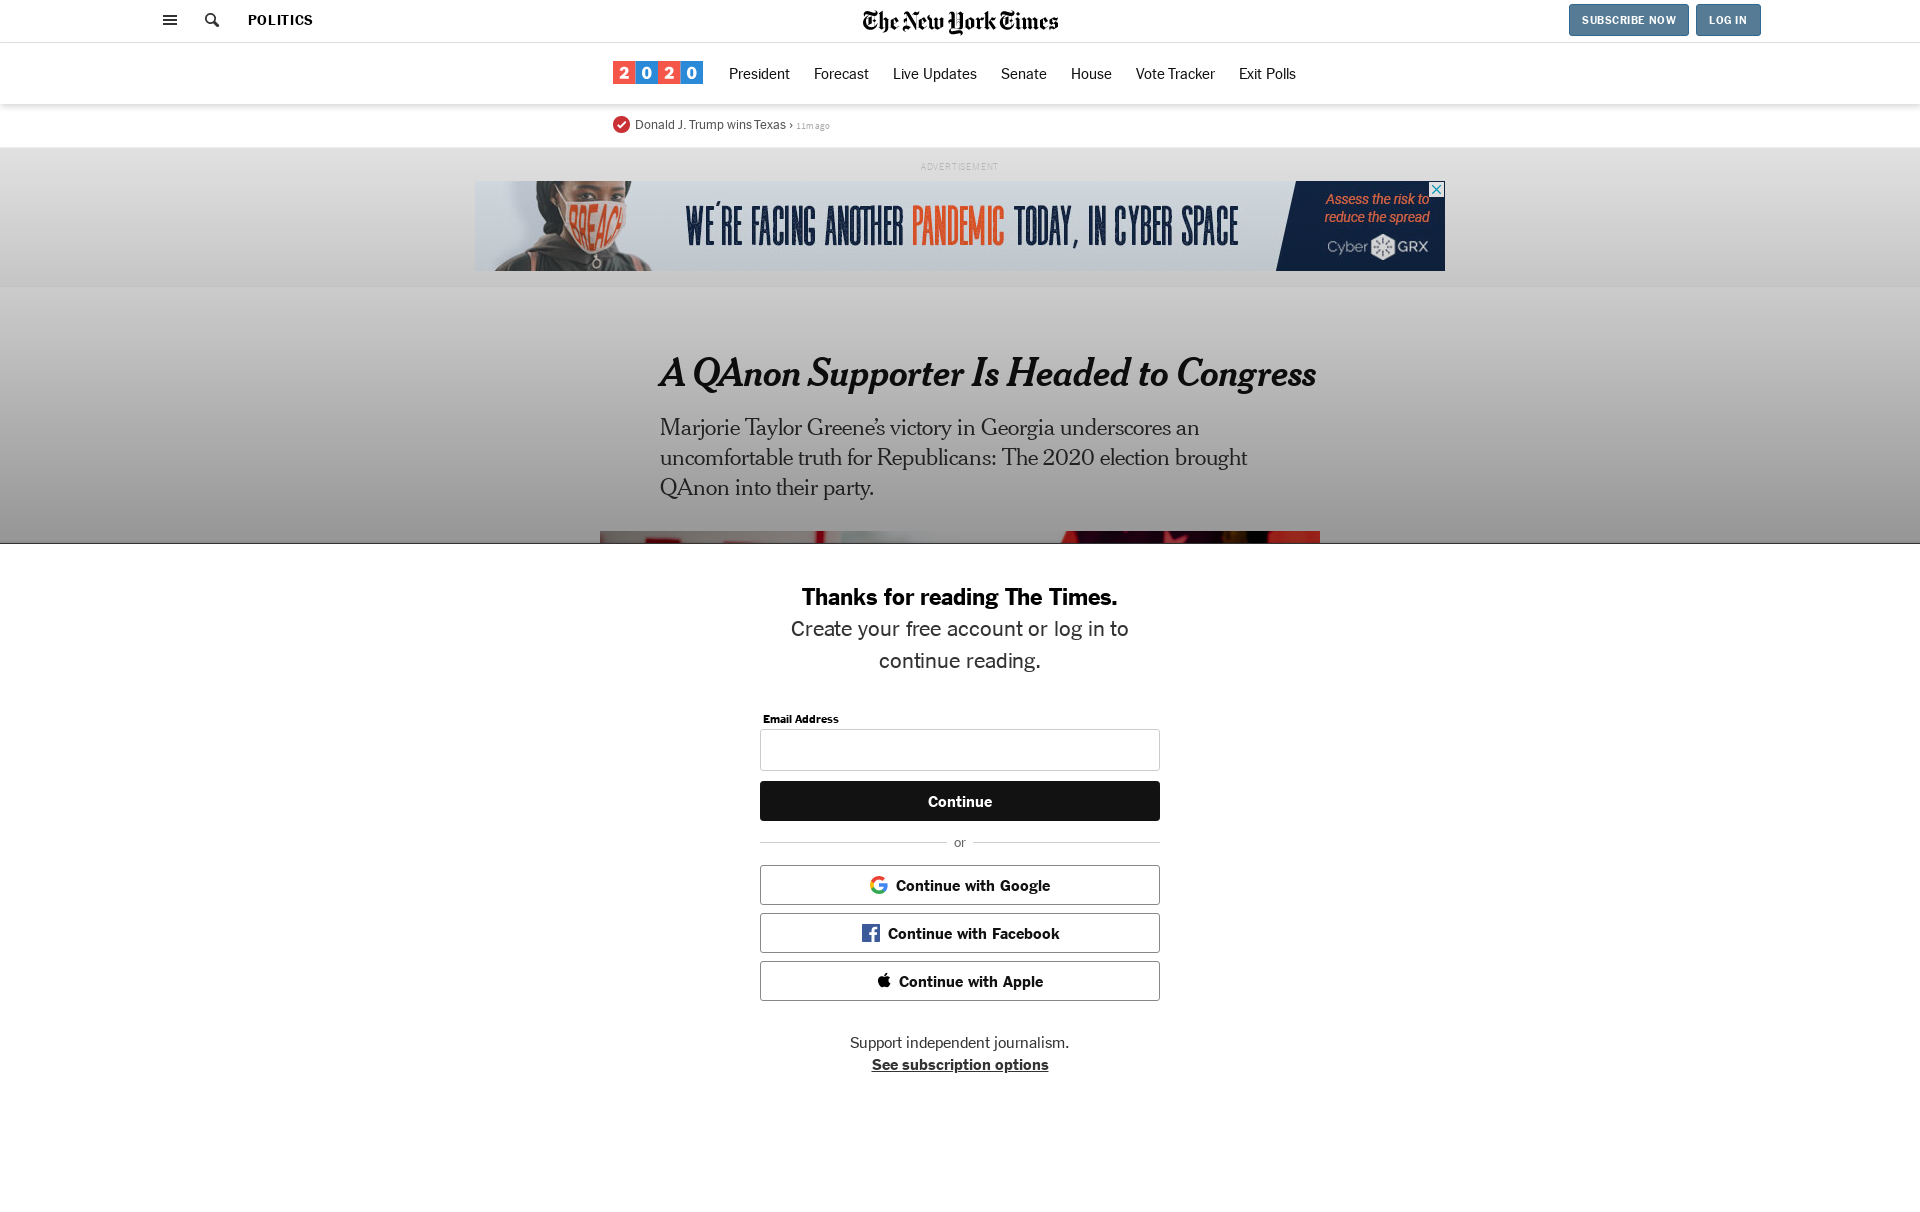 POLITICS
The New York Times
SUBSCRIBE NOW
LOG IN
2020
President
Forecast
Live Updates
Senate
House
Vote Tracker
Exit Polls
Donald J. Trump wins Texas › 11m ago
ADVERTISEMENT
BREACH
WE'RE FACING ANOTHER PANDEMIC TODAY, IN CYBER SPACE
Assess the risk to
reduce the spread
CyberGRX
A QAnon Supporter Is Headed to Congress
Marjorie Taylor Greene’s victory in Georgia underscores an
uncomfortable truth for Republicans: The 2020 election brought
QAnon into their party.
Thanks for reading The Times.
Create your free account or log in to
continue reading.
Email Address
Continue
or
Continue with Google
Continue with Facebook
Continue with Apple
Support independent journalism.
See subscription options